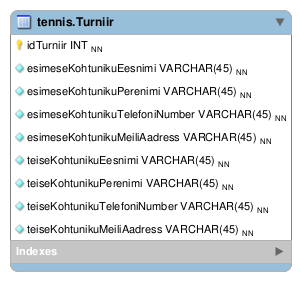 tennis.Turniir
idTurniir INT NN
esimeseKohtunikuEesnimi VARCHAR(45) NN
esimeseKohtunikuPerenimi VARCHAR(45) NN
esimeseKohtunikuTelefoniNumber VARCHAR(45) NN
esimeseKohtunikuMeiliAadress VARCHAR(45) NN
teiseKohtunikuEesnimi VARCHAR(45) NN
teiseKohtunikuPerenimi VARCHAR(45) NN
teiseKohtunikuTelefoniNumber VARCHAR(45) NN
teiseKohtunikuMeiliAadress VARCHAR(45) NN
Indexes